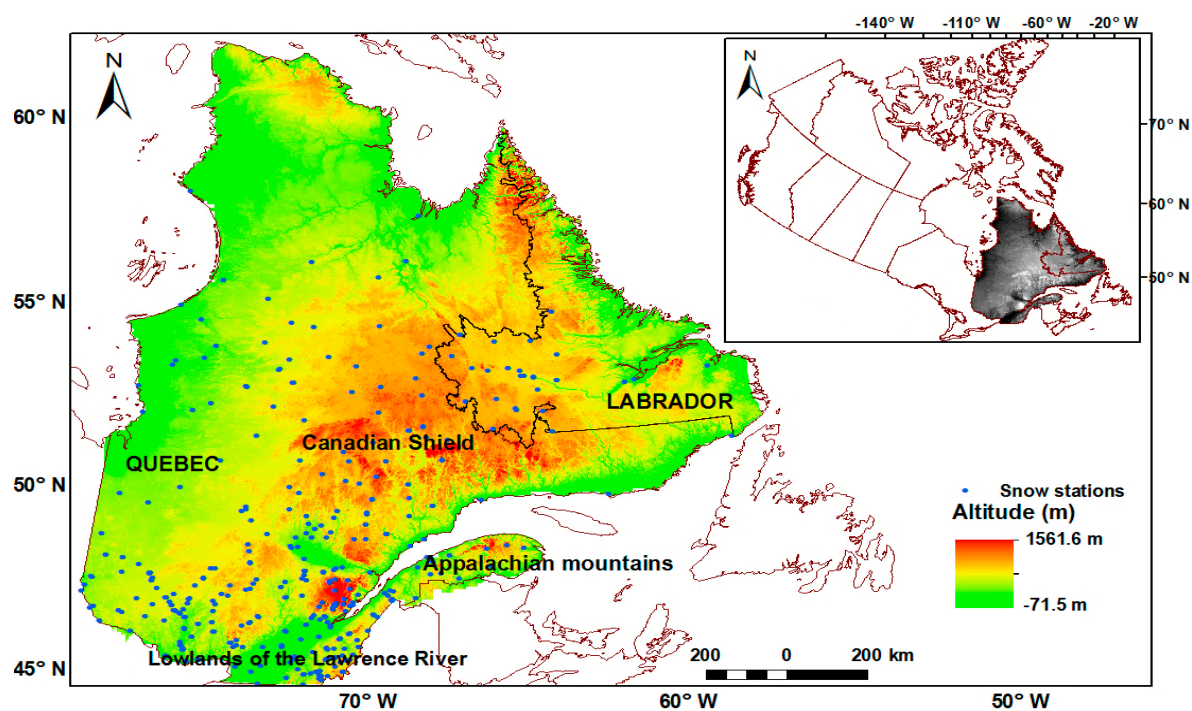 -140° W -110° W -60° W -20° W
N
N
60° N
70° N
60° N
50° N
55° N
LABRADOR
Canadian Shield
QUEBEC
50° N
Snow stations
Altitude (m)
1561.6 m
-71.5 m
Appalachian mountains
Lowlands of the Lawrence River
45° N
200 0 200 km
70° W 60° W 50° W